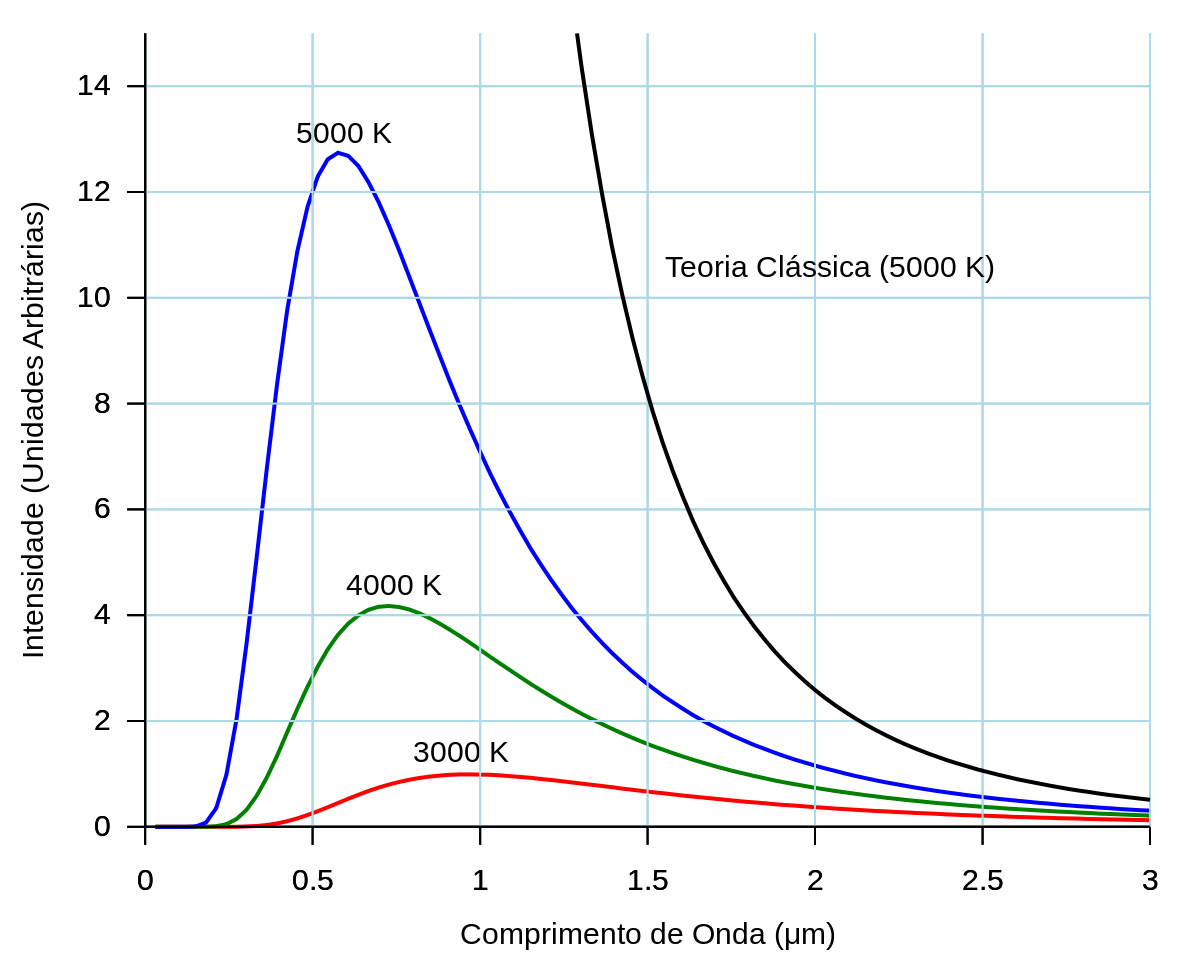 14
5000 K
12
Teoria Clássica (5000 K)
10
8
6
4000 K
4
2
3000 K
0
0 0.5 1 1.5 2 2.5 3
Comprimento de Onda (μm)
Intensidade (Unidades Arbitrárias)